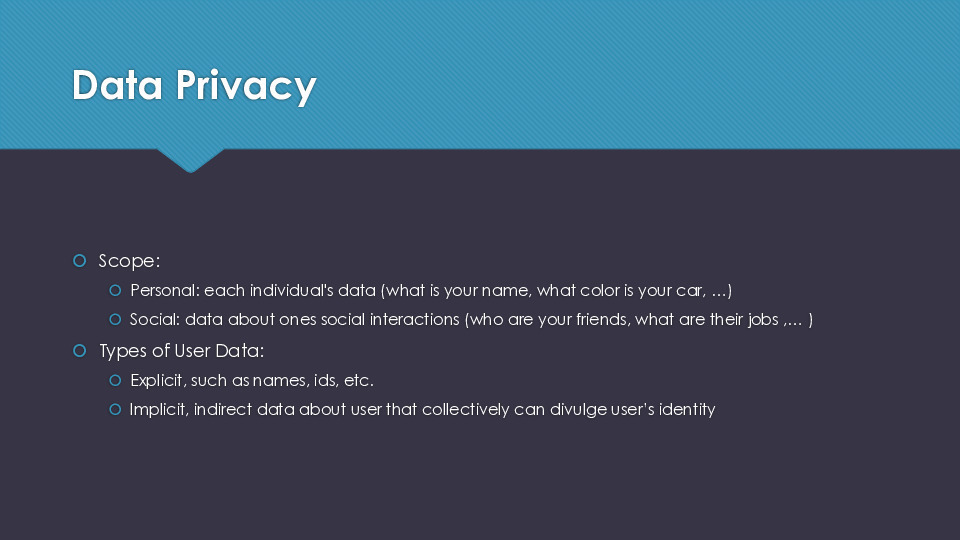 Data Privacy
Scope:
Personal: each individual's data (what is your name, what color is your car, …)
Social: data about ones social interactions (who are your friends, what are their jobs ,… )
Types of User Data:
Explicit, such as names, ids, etc.
Implicit, indirect data about user that collectively can divulge user’s identity